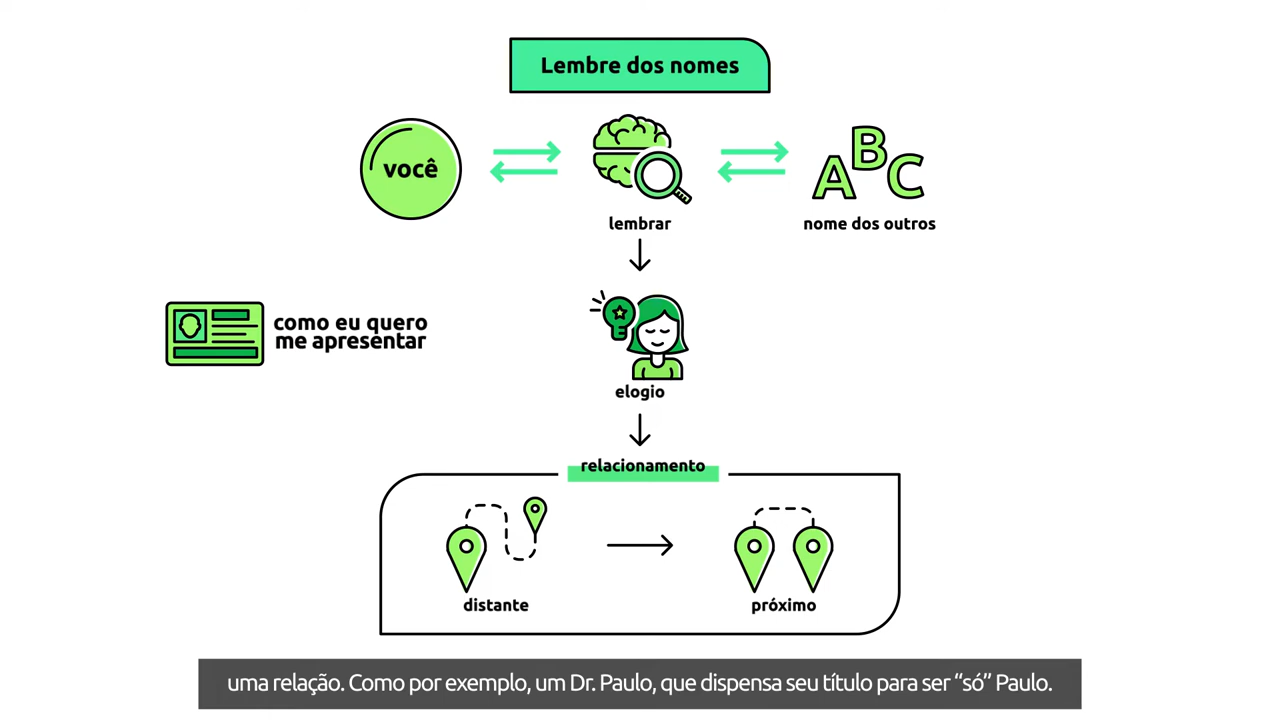 Lembre dos nomes
você
ABC
lembrar
nome dos outros
como eu quero
me apresentar
elogio
relacionamento
distante
próximo
uma relação. Como por exemplo, um Dr. Paulo, que dispensa seu título para ser “só” Paulo.